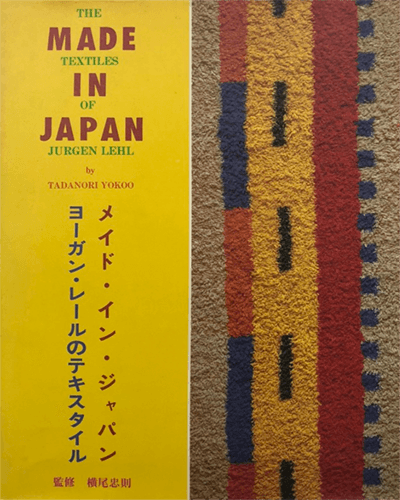 THE
MADE
TEXTILES
IN
OF
JAPAN
JURGEN LEHL
by
TADANORI YOKOO
メイド・イン・ジャパン
ヨーガン・レールのテキスタイル
監修 横尾忠則